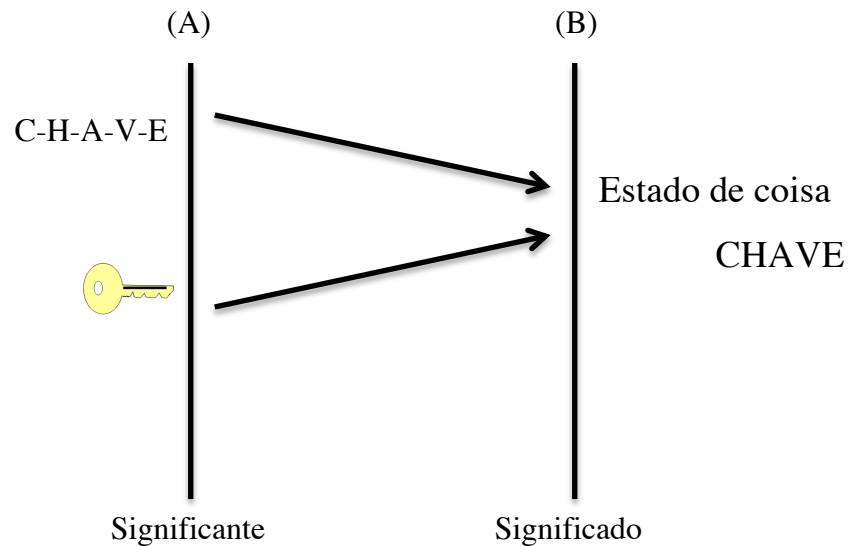 (A) (B)
C-H-A-V-E
Estado de coisa
CHAVE
Significante Significado